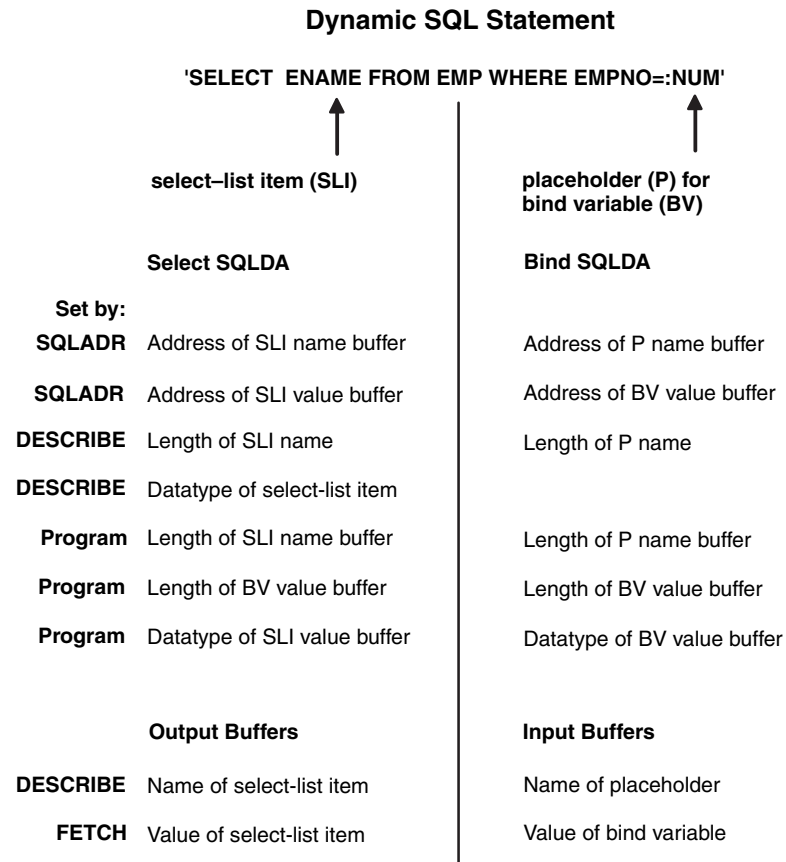 Dynamic SQL Statement
'SELECT ENAME FROM EMP WHERE EMPNO=:NUM'
select–list item (SLI)
placeholder (P) for
bind variable (BV)
Select SQLDA Bind SQLDA
Set by:
SQLADR Address of SLI name buffer Address of P name buffer
SQLADR Address of SLI value buffer Address of BV value buffer
DESCRIBE Length of SLI name Length of P name
DESCRIBE Datatype of select-list item
Program Length of SLI name buffer Length of P name buffer
Program Length of BV value buffer Length of BV value buffer
Program Datatype of SLI value buffer Datatype of BV value buffer
Output Buffers Input Buffers
DESCRIBE Name of select-list item Name of placeholder
FETCH Value of select-list item Value of bind variable